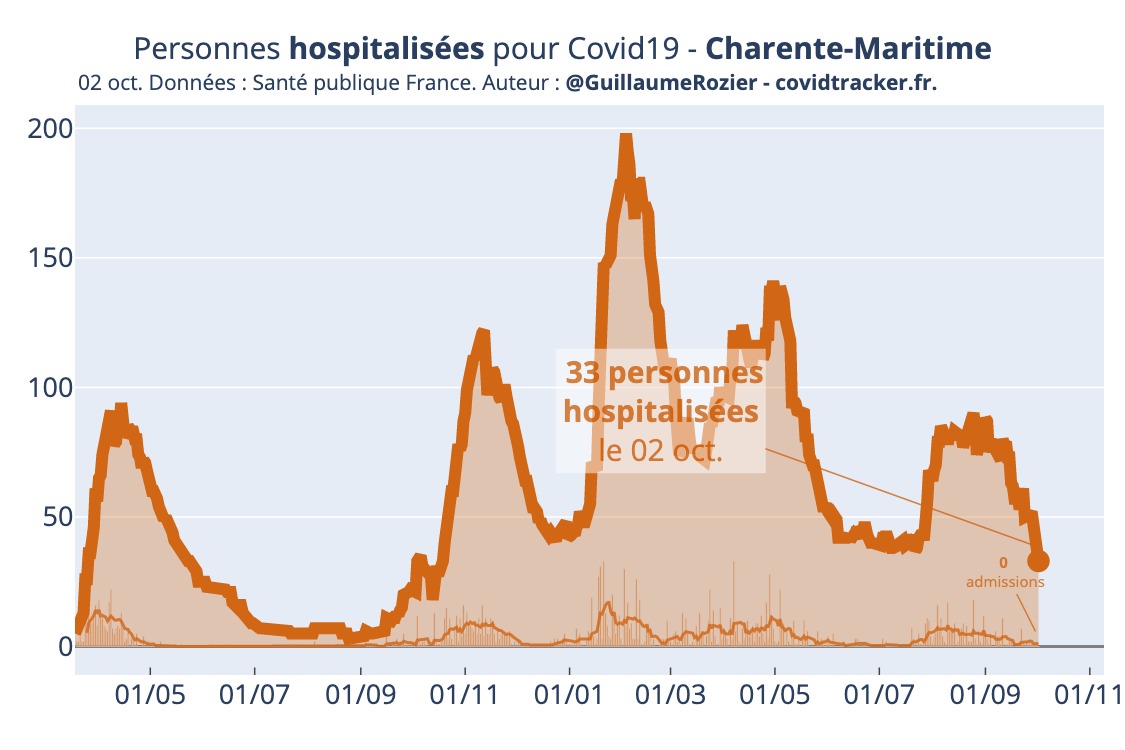 Personnes hospitalisées pour Covid19 - Charente-Maritime
02 oct. Données : Santé publique France. Auteur : @GuillaumeRozier - covidtracker.fr.
200
150
100
50
0
33 personnes
hospitalisées
le 02 oct.
0
admissions
01/05 01/07 01/09 01/11 01/01 01/03 01/05 01/07 01/09 01/11